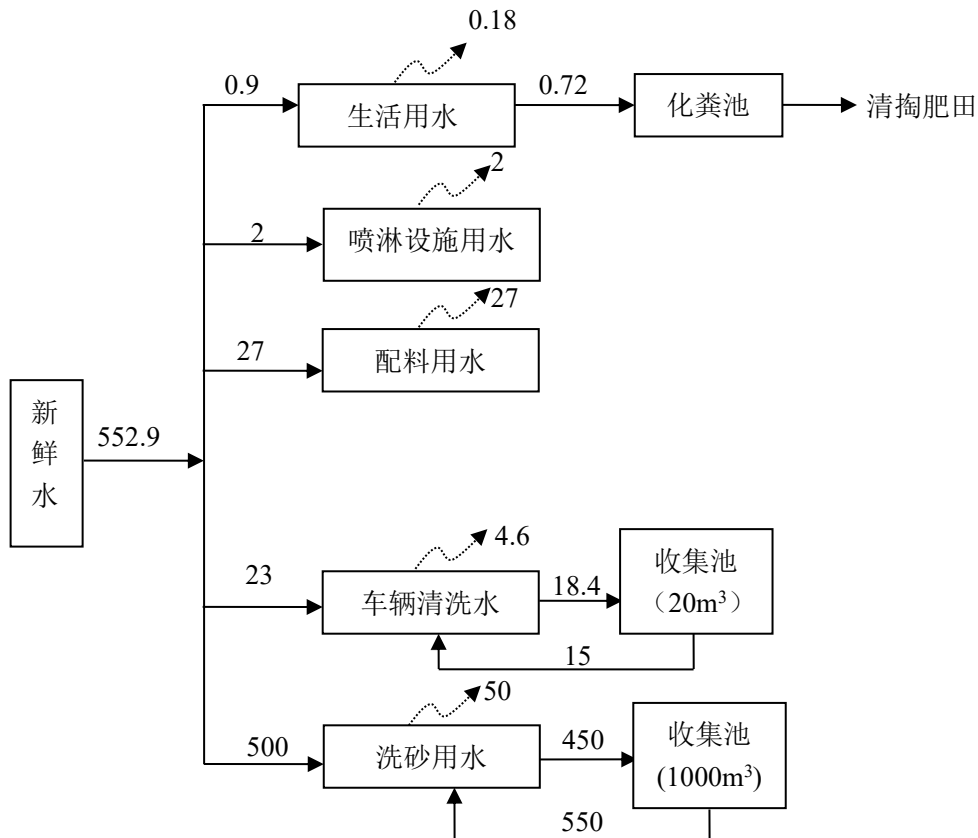 0.18
0.9
生活用水
0.72
化粪池
清掏肥田
2
2
喷淋设施用水
27
27
配料用水
新
鲜
水
552.9
4.6
23
车辆清洗水
18.4
收集池
（20m³）
15
50
500
洗砂用水
450
收集池
(1000m³)
550